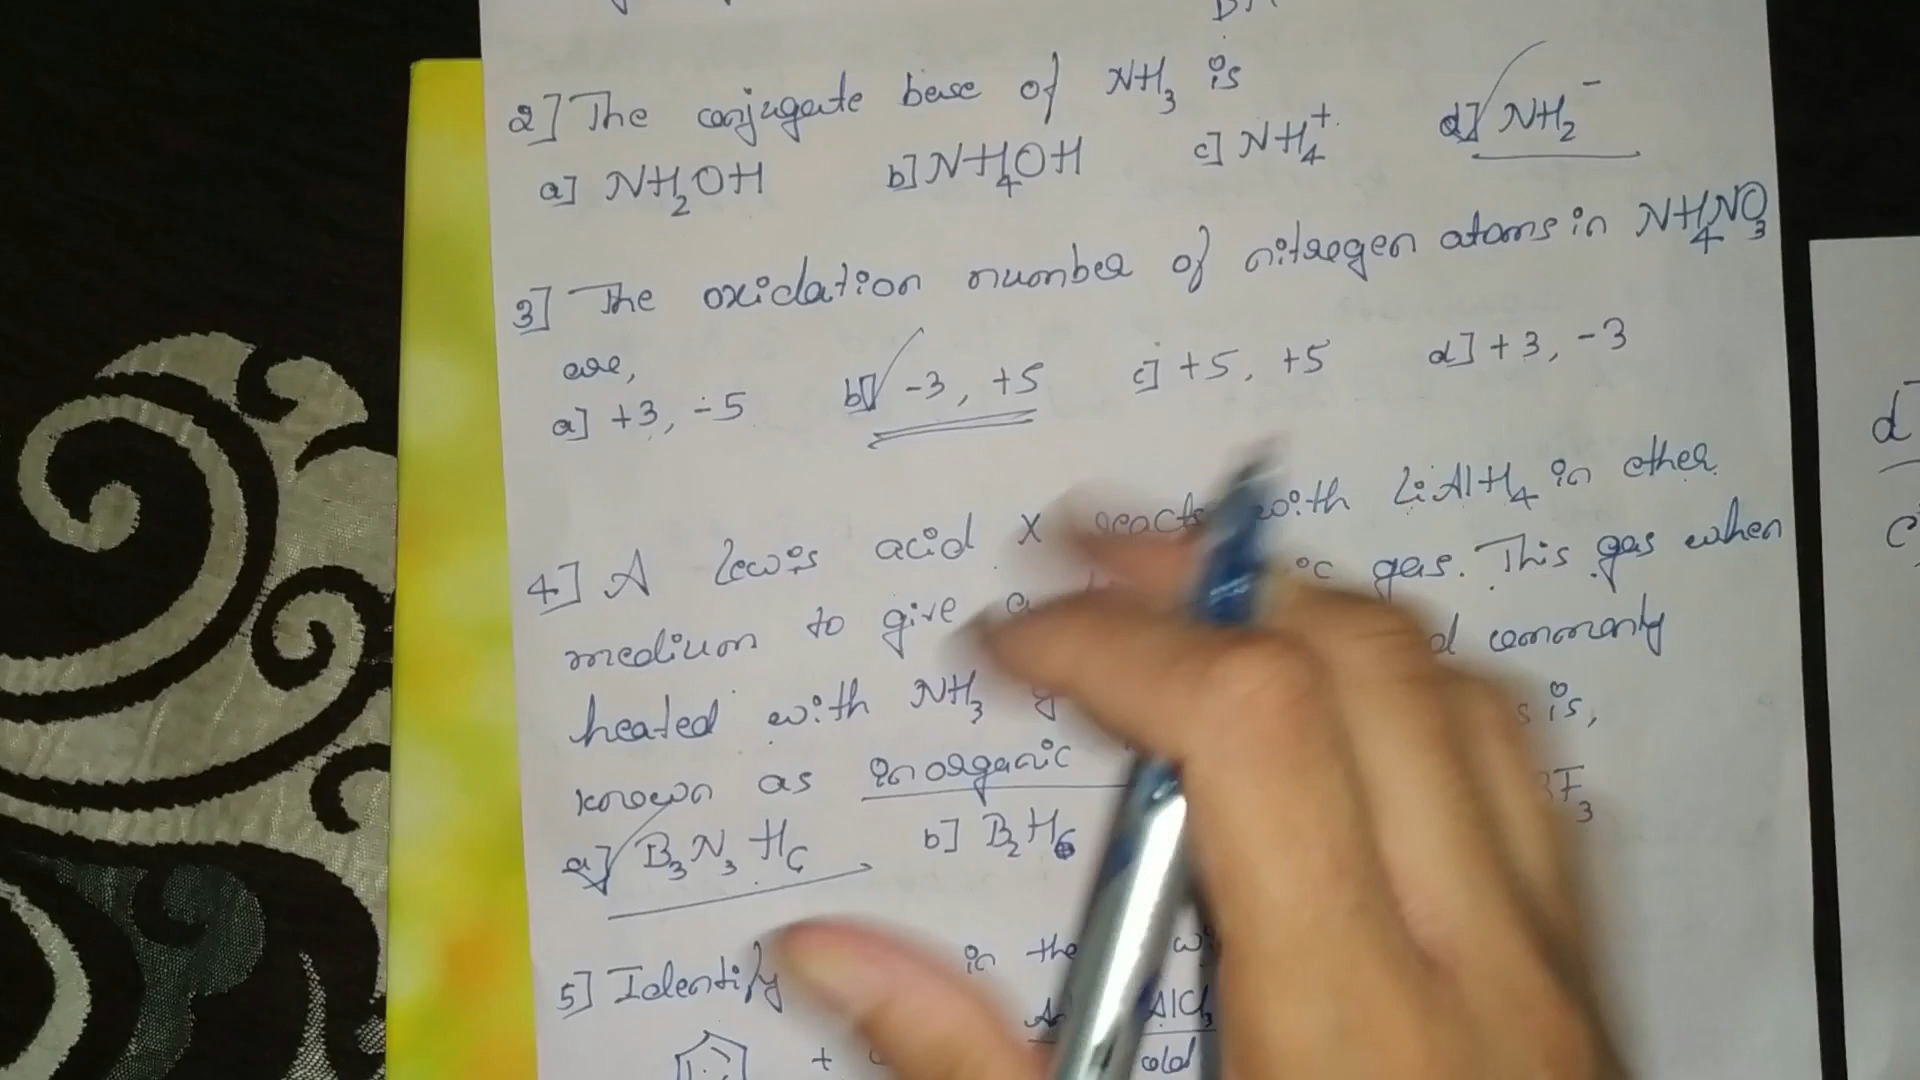 2] The conjugate base of NH₃ is
a] NH₂OH b] NH₄OH c] NH₄⁺ d] NH₂⁻
3] The oxidation number of nitrogen atoms in NH₄NO₃
are,
a] +3, -5 b] -3, +5 c] +5, +5 d] +3, -3
4] A Lewis acid X reacts with LiAlH₄ in ether
medium to give a gas. This gas when
heated with NH₃ commonly
known as inorganic is,
a] B₃N₃H₆ b] B₂H₆ F₃
5] Identify in the
AlCl₃
+ cold
d
c